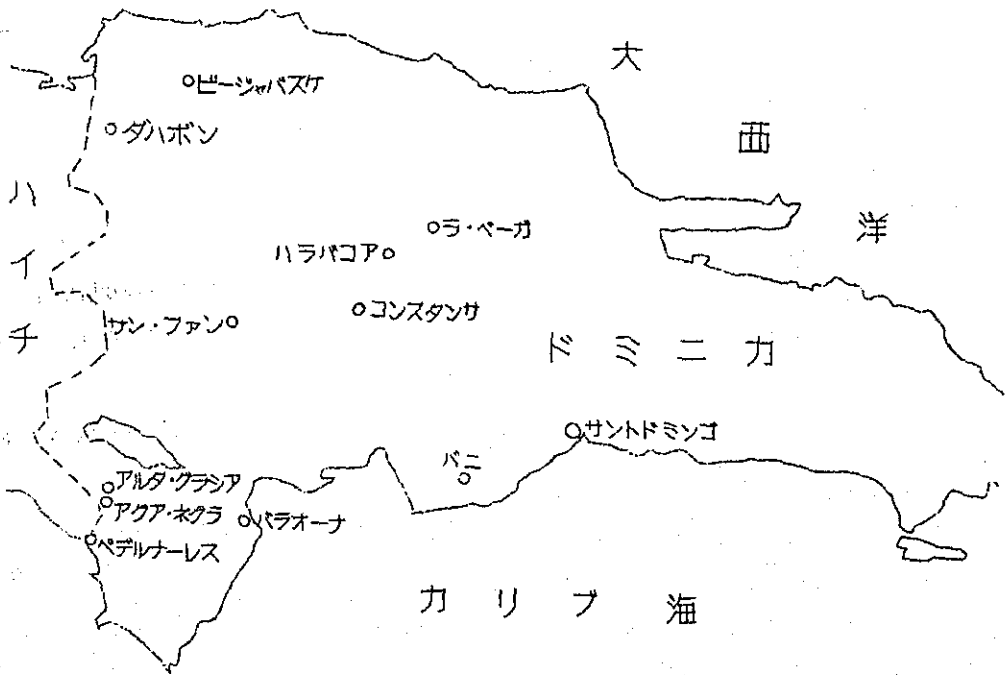 大西洋
ビージャバスケ
ダハボン
ハイチ
ラ・ベーガ
ハラバコア
コンスタンサ
サン・ファン
ドミニカ
サントドミンゴ
バニ
アルタ・グラシア
アグア・ネグラ
バラオーナ
ペデルナーレス
カリブ海